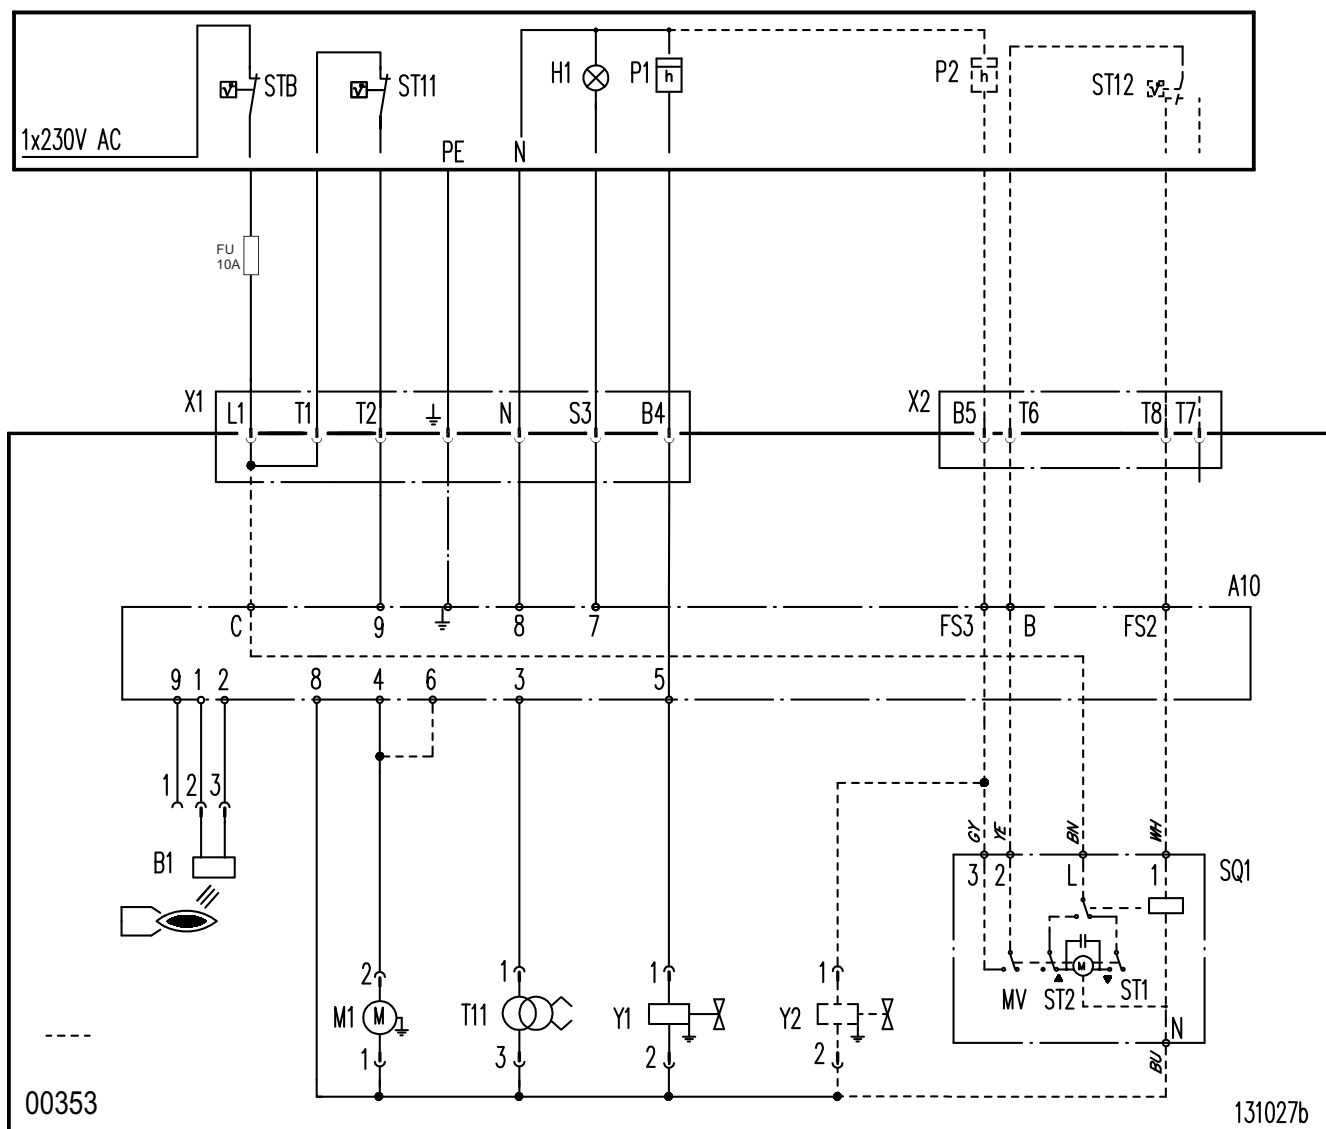 STB
ST11
H1
P1
h
P2
h
ST12
1x230V AC
PE
N
FU
10A
X1
L1
T1
T2
N
S3
B4
X2
B5
T6
T8
T7
A10
C
9
8
7
FS3
B
FS2
9
1
2
8
4
6
3
5
1
2
3
GY
YE
BN
WH
B1
3
2
L
1
SQ1
M
MV
ST2
ST1
N
2
1
1
1
M1
M
T11
Y1
Y2
1
3
2
2
BU
00353
131027b